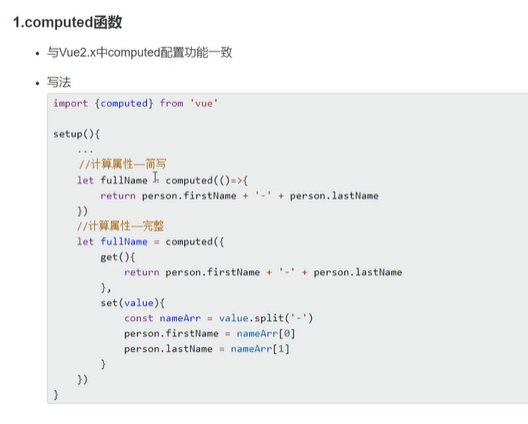 1.computed函数
与Vue2.x中computed配置功能一致
写法
import {computed} from 'vue'
setup(){
...
//计算属性—简写
let fullName computed(()=>{
return person.firstName + '-' + person.lastName
})
//计算属性—完整
let fullName = computed({
get(){
return person.firstName + '-' + person.lastName
},
set(value){
const nameArr = value.split('-')
person.firstName = nameArr[0]
person.lastName = nameArr[1]
}
})
}